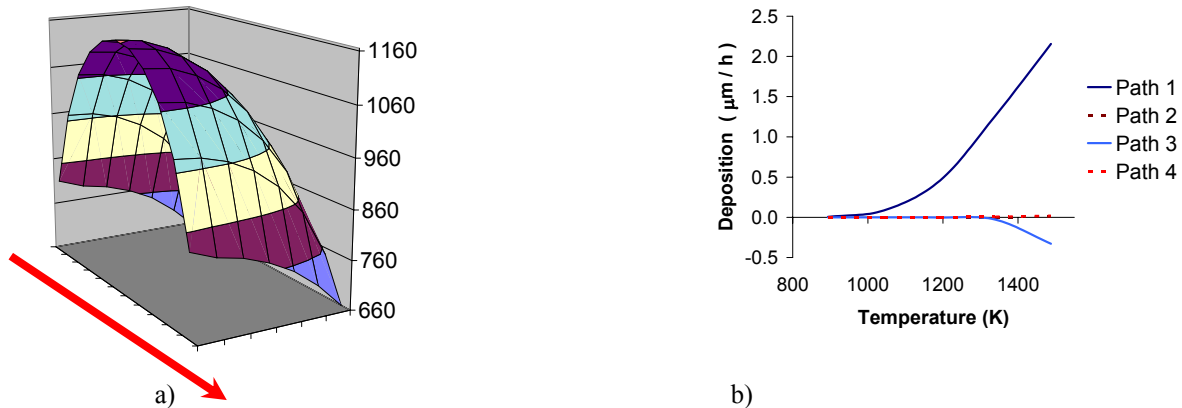 1160
1060
960
860
760
660
a)
Deposition ( μm / h)
2.5
2.0
1.5
1.0
0.5
0.0
-0.5
800
1000
1200
1400
Temperature (K)
Path 1
Path 2
Path 3
Path 4
b)